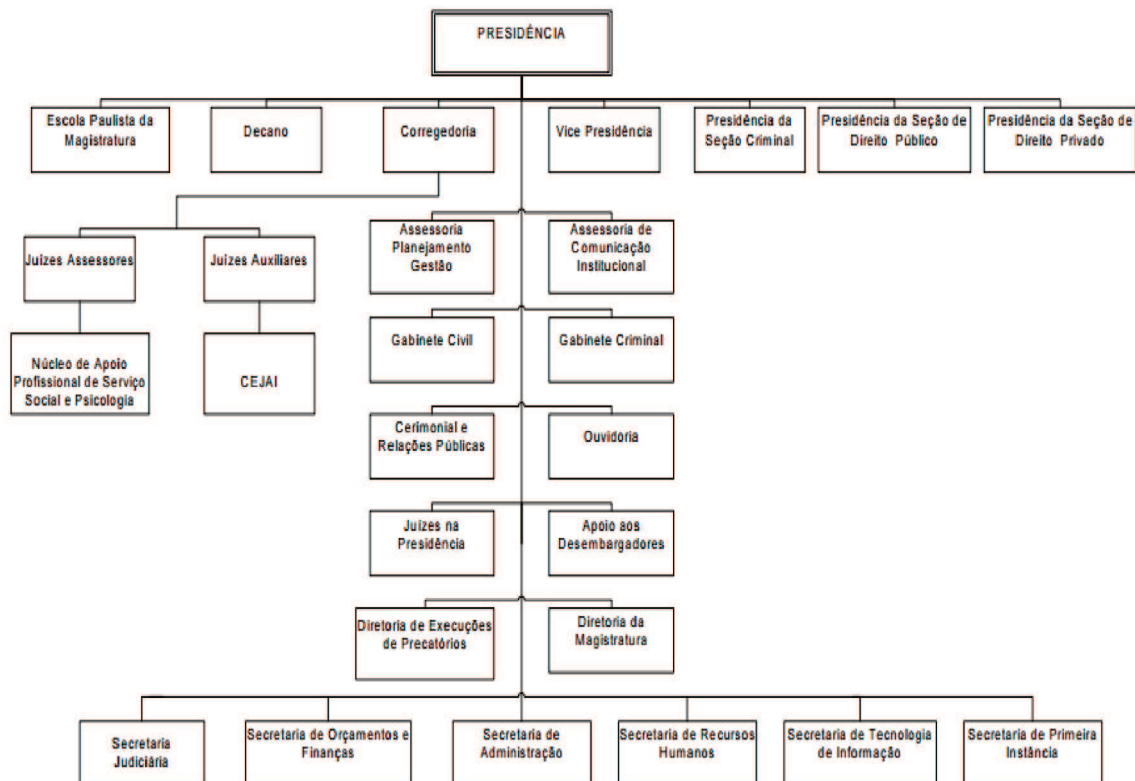 PRESIDÊNCIA
Escola Paulista da
Magistratura
Decano
Corregedoria
Vice Presidência
Presidência da
Seção Criminal
Presidência da Seção de
Direito Público
Presidência da Seção de
Direito Privado
Juízes Assessores
Juízes Auxiliares
Assessoria
Planejamento
Gestão
Assessoria de
Comunicação
Institucional
Núcleo de Apoio
Profissional de Serviço
Social e Psicologia
CEJAI
Gabinete Civil
Gabinete Criminal
Cerimonial e
Relações Públicas
Ouvidoria
Juízes na
Presidência
Apoio aos
Desembargadores
Diretoria de Execuções
de Precatórios
Diretoria da
Magistratura
Secretaria
Judiciária
Secretaria de Orçamentos e
Finanças
Secretaria de
Administração
Secretaria de Recursos
Humanos
Secretaria de Tecnologia
de Informação
Secretaria de Primeira
Instância